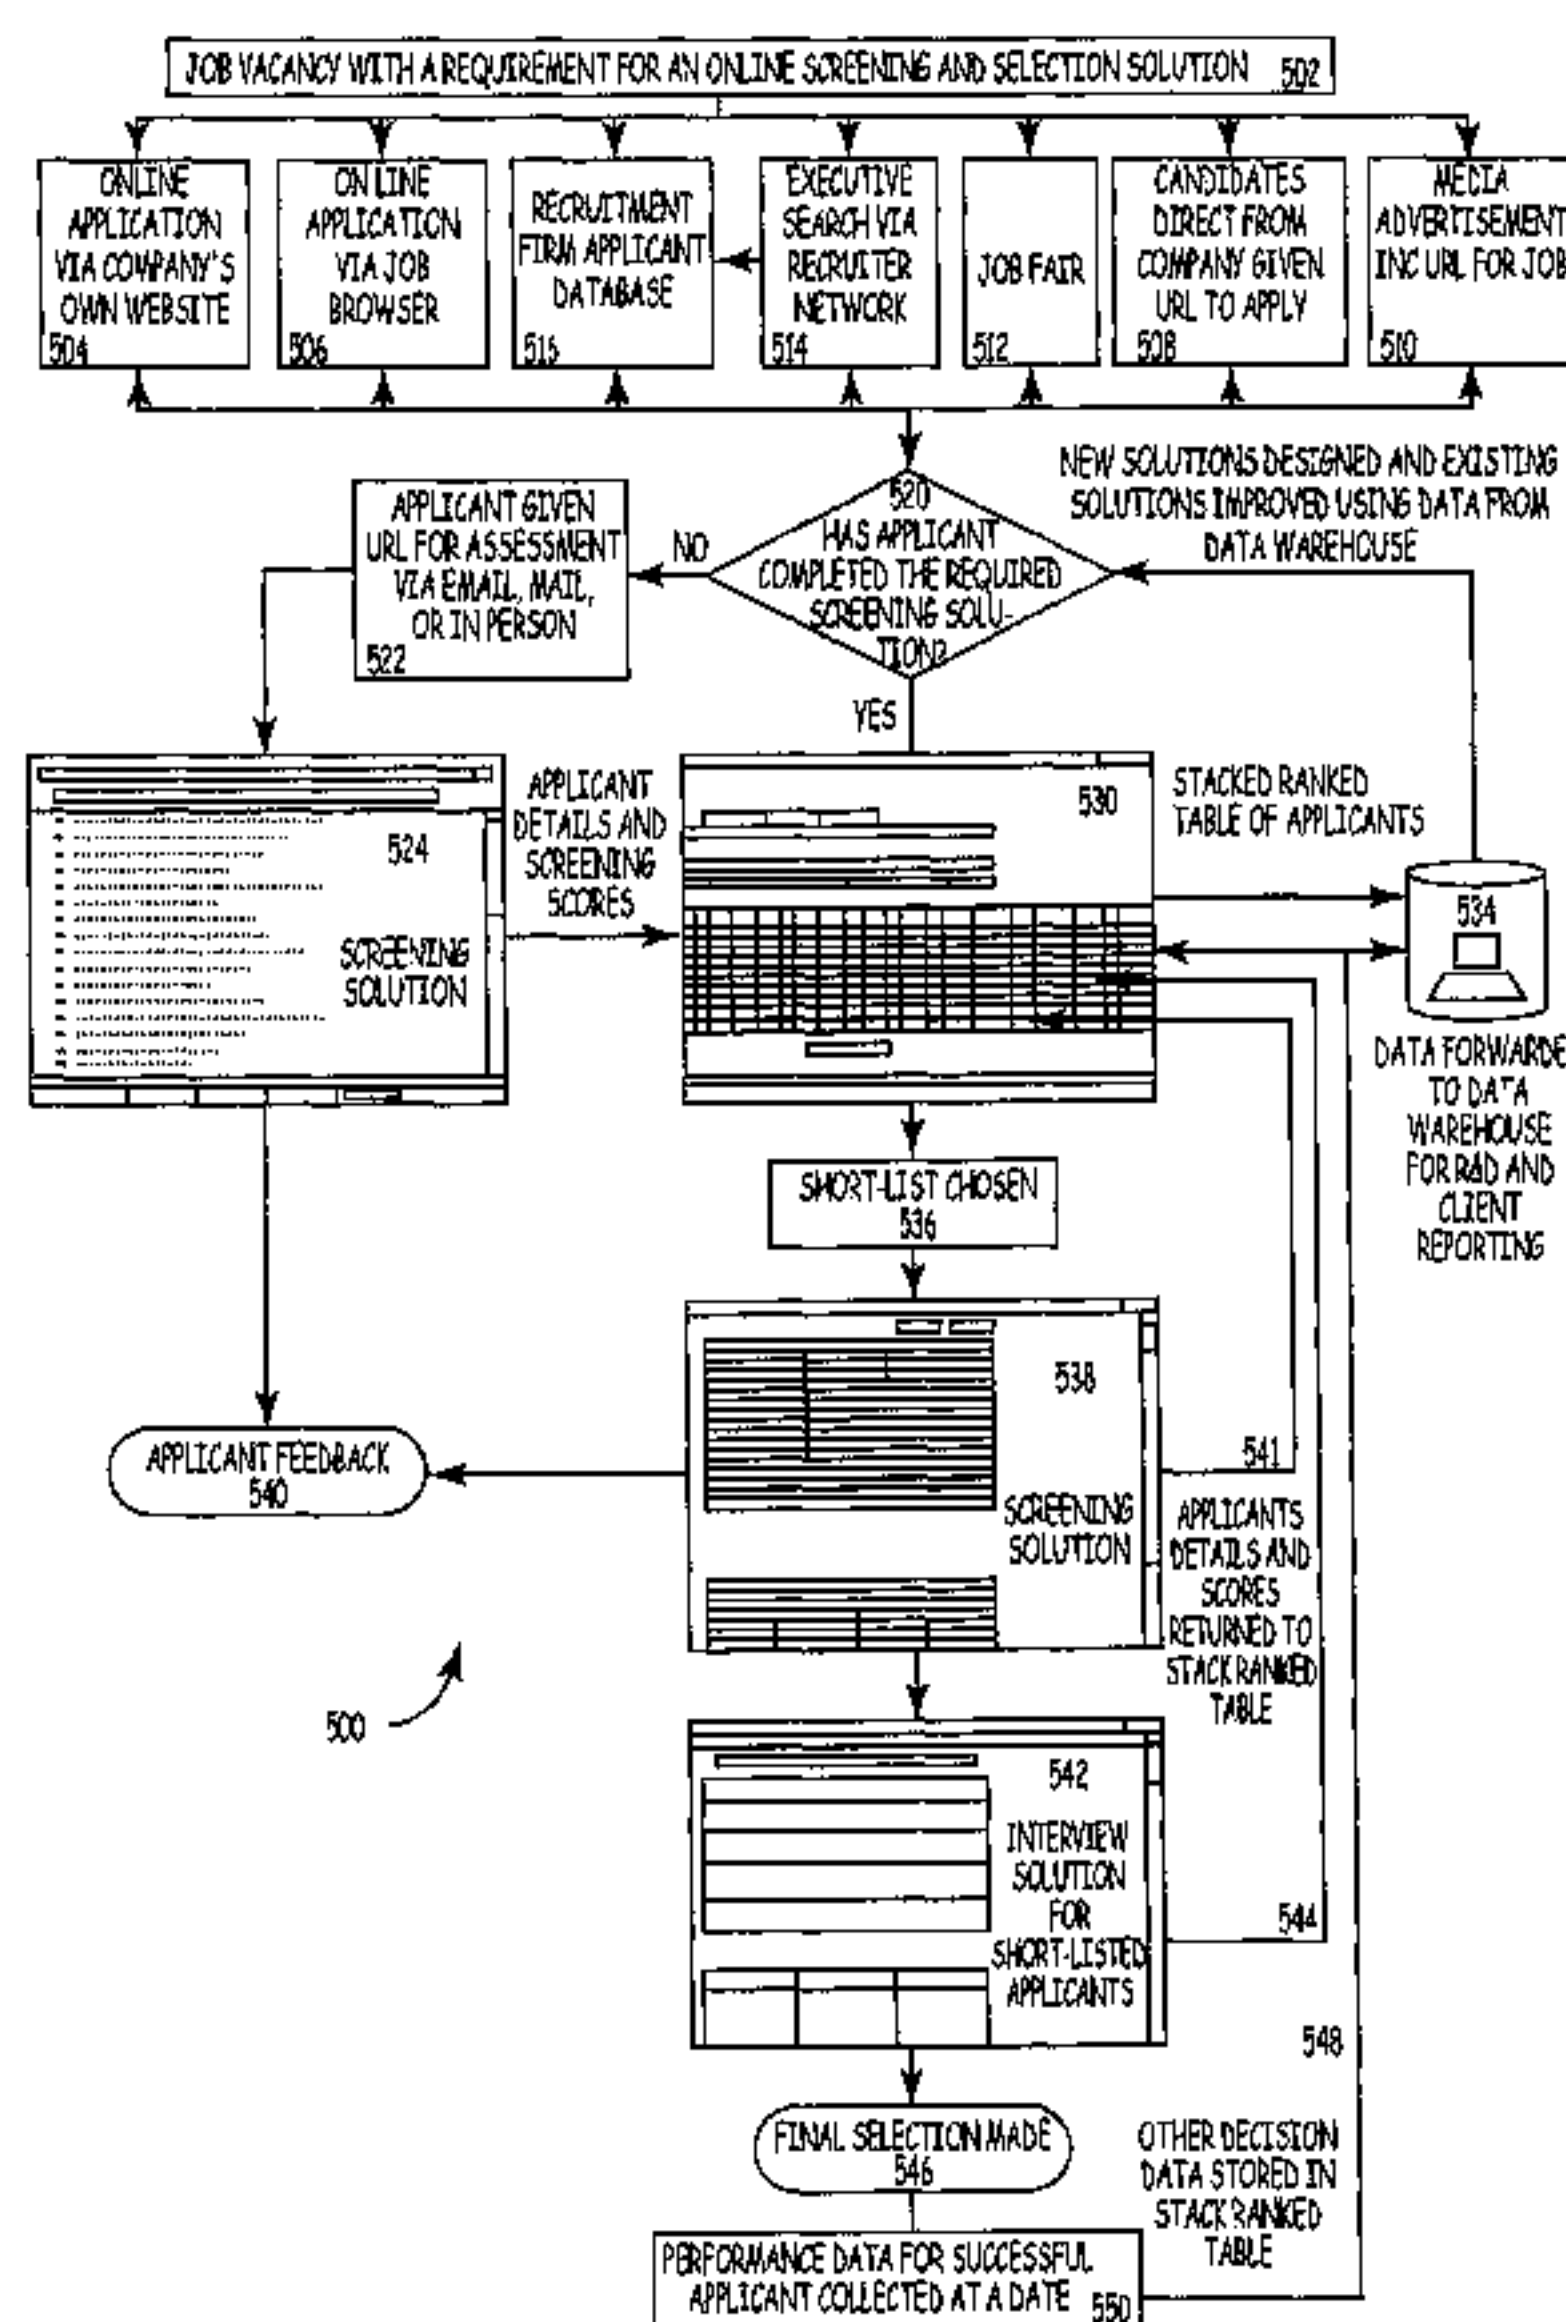 JOB VACANCY WITH A REQUIREMENT FOR AN ONLINE SCREENING AND SELECTION SOLUTION 502
ONLINE
APPLICATION
VIA COMPANY'S
OWN WEBSITE
504
ON LINE
APPLICATION
VIA JOB
BROWSER
506
RECRUITMENT
FIRM APPLICANT
DATABASE
516
EXECUTIVE
SEARCH VIA
RECRUITER
NETWORK
514
JOB FAIR
512
CANDIDATES
DIRECT FROM
COMPANY GIVEN
URL TO APPLY
508
MEDIA
ADVERTISEMENT
INC URL FOR JOB
510
NEW SOLUTIONS DESIGNED AND EXISTING
SOLUTIONS IMPROVED USING DATA FROM
DATA WAREHOUSE
520
HAS APPLICANT
COMPLETED THE REQUIRED
SCREENING SOLU-
TION?
NO
APPLICANT GIVEN
URL FOR ASSESSMENT
VIA EMAIL, MAIL,
OR IN PERSON
522
YES
524
SCREENING
SOLUTION
APPLICANT
DETAILS AND
SCREENING
SCORES
530
STACKED RANKED
TABLE OF APPLICANTS
534
DATA FORWARDE
TO DATA
WAREHOUSE
FOR R&D AND
CLIENT
REPORTING
SHORT-LIST CHOSEN
536
538
SCREENING
SOLUTION
APPLICANT FEEDBACK
540
541
APPLICANTS
DETAILS AND
SCORES
RETURNED TO
STACK RANKED
TABLE
500
542
INTERVIEW
SOLUTION
FOR
SHORT-LISTED
APPLICANTS
544
548
FINAL SELECTION MADE
546
OTHER DECISION
DATA STORED IN
STACK RANKED
TABLE
PERFORMANCE DATA FOR SUCCESSFUL
APPLICANT COLLECTED AT A DATE 550